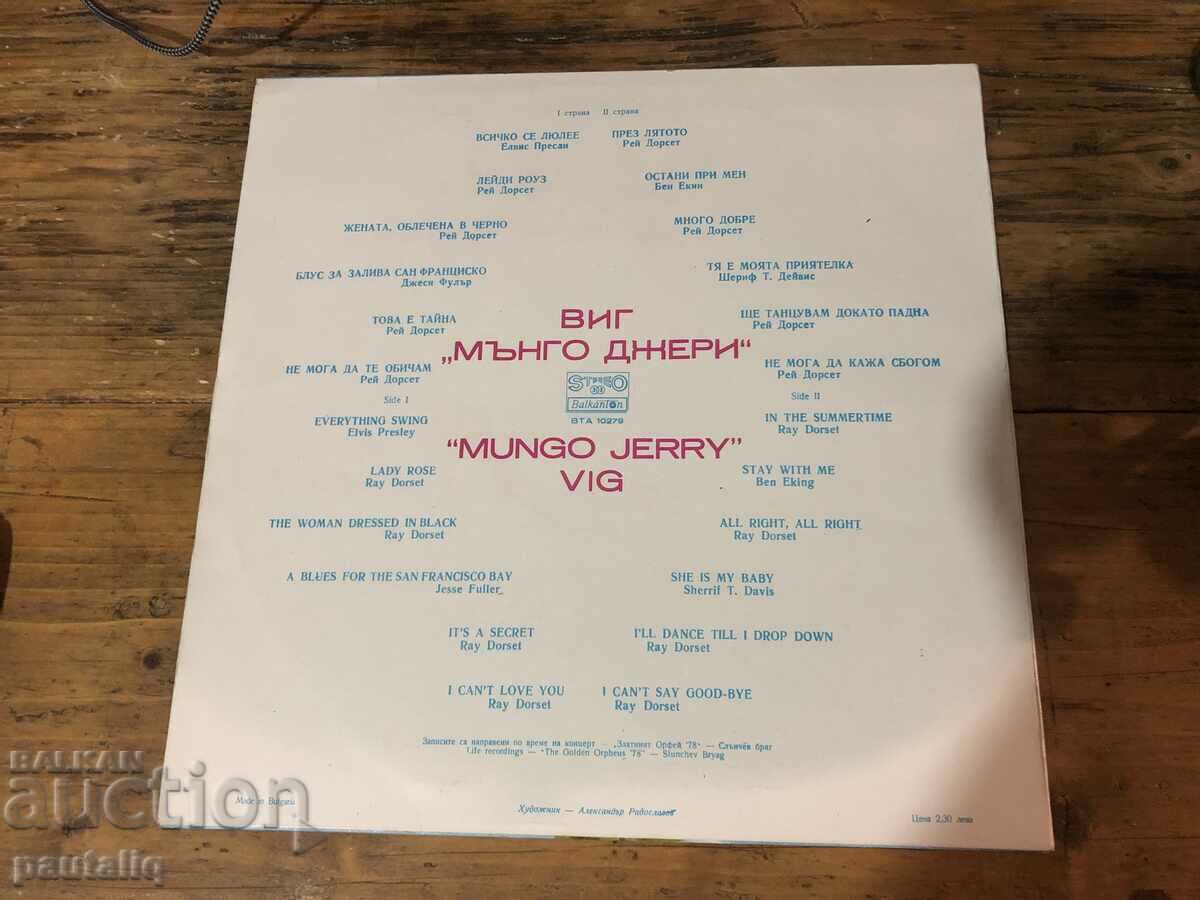 I страна II страна
ВСИЧКО СЕ ЛЮЛЕЕ
Елвис Пресли
ПРЕЗ ЛЯТОТО
Рей Дорсет
ЛЕЙДИ РОУЗ
Рей Дорсет
ОСТАНИ ПРИ МЕН
Бен Екин
ЖЕНАТА, ОБЛЕЧЕНА В ЧЕРНО
Рей Дорсет
МНОГО ДОБРЕ
Рей Дорсет
БЛУС ЗА ЗАЛИВА САН ФРАНЦИСКО
Джеси Фулър
ТЯ Е МОЯТА ПРИЯТЕЛКА
Шериф Т. Дейвис
ТОВА Е ТАЙНА
Рей Дорсет
ЩЕ ТАНЦУВАМ ДОКАТО ПАДНА
Рей Дорсет
НЕ МОГА ДА ТЕ ОБИЧАМ
Рей Дорсет
НЕ МОГА ДА КАЖА СБОГОМ
Рей Дорсет
ВИГ
„МЪНГО ДЖЕРИ“
STEREO
33
Balkanton
ВТА 10279
"MUNGO JERRY"
VIG
Side I
Side II
EVERYTHING SWING
Elvis Presley
IN THE SUMMERTIME
Ray Dorset
LADY ROSE
Ray Dorset
STAY WITH ME
Ben Eking
THE WOMAN DRESSED IN BLACK
Ray Dorset
ALL RIGHT, ALL RIGHT
Ray Dorset
A BLUES FOR THE SAN FRANCISCO BAY
Jesse Fuller
SHE IS MY BABY
Sherrif T. Davis
IT'S A SECRET
Ray Dorset
I'LL DANCE TILL I DROP DOWN
Ray Dorset
I CAN'T LOVE YOU
Ray Dorset
I CAN'T SAY GOOD-BYE
Ray Dorset
Записите са направени по време на концерт — „Златният Орфей '78“ — Слънчев бряг
Life recordings — "The Golden Orpheus '78" — Slunchev Bryag
Made in Bulgaria
Художник — Александър Радославов
Цена 2,30 лева
BALKAN
auction
pautaliq